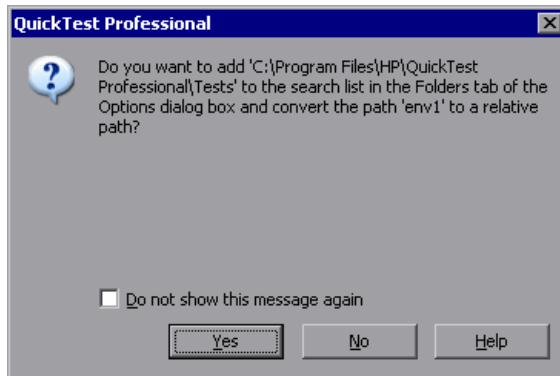 QuickTest Professional
Do you want to add 'C:\Program Files\HP\QuickTest
Professional\Tests' to the search list in the Folders tab of the
Options dialog box and convert the path 'env1' to a relative
path?
Do not show this message again
Yes No Help